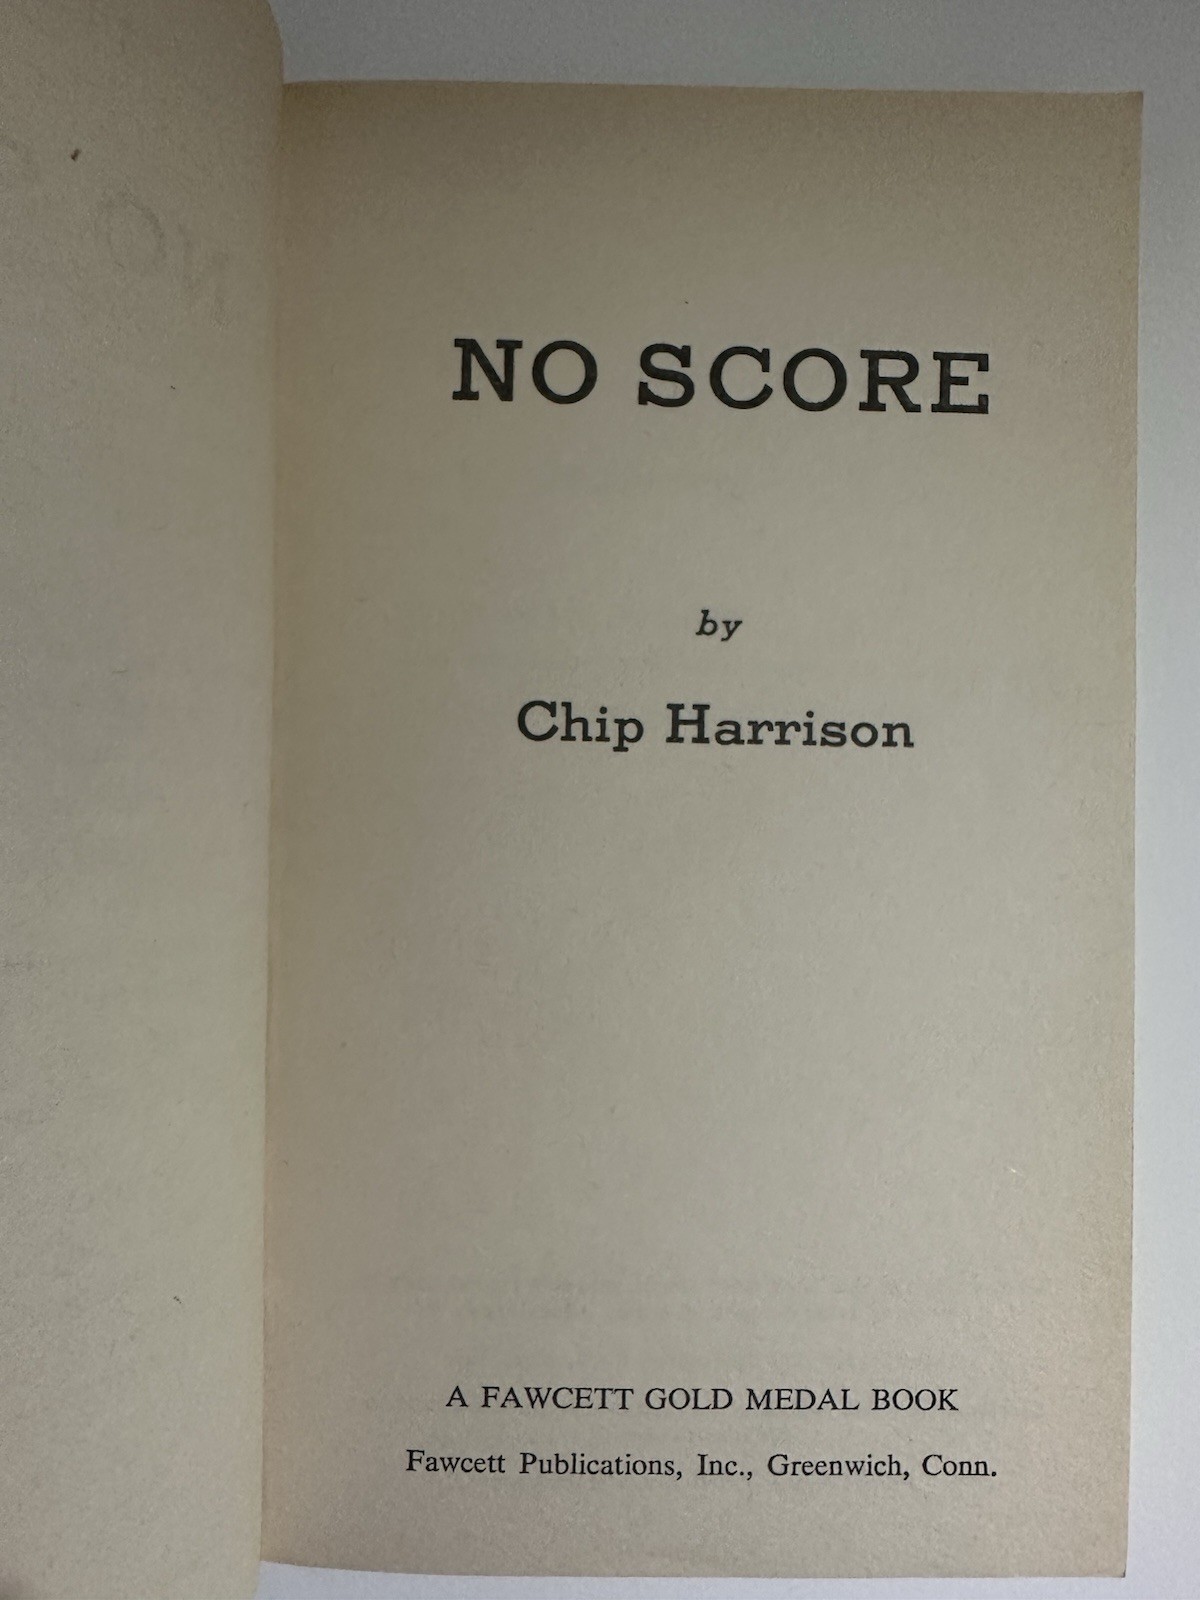 NO SCORE
by
Chip Harrison
A FAWCETT GOLD MEDAL BOOK
Fawcett Publications, Inc., Greenwich, Conn.